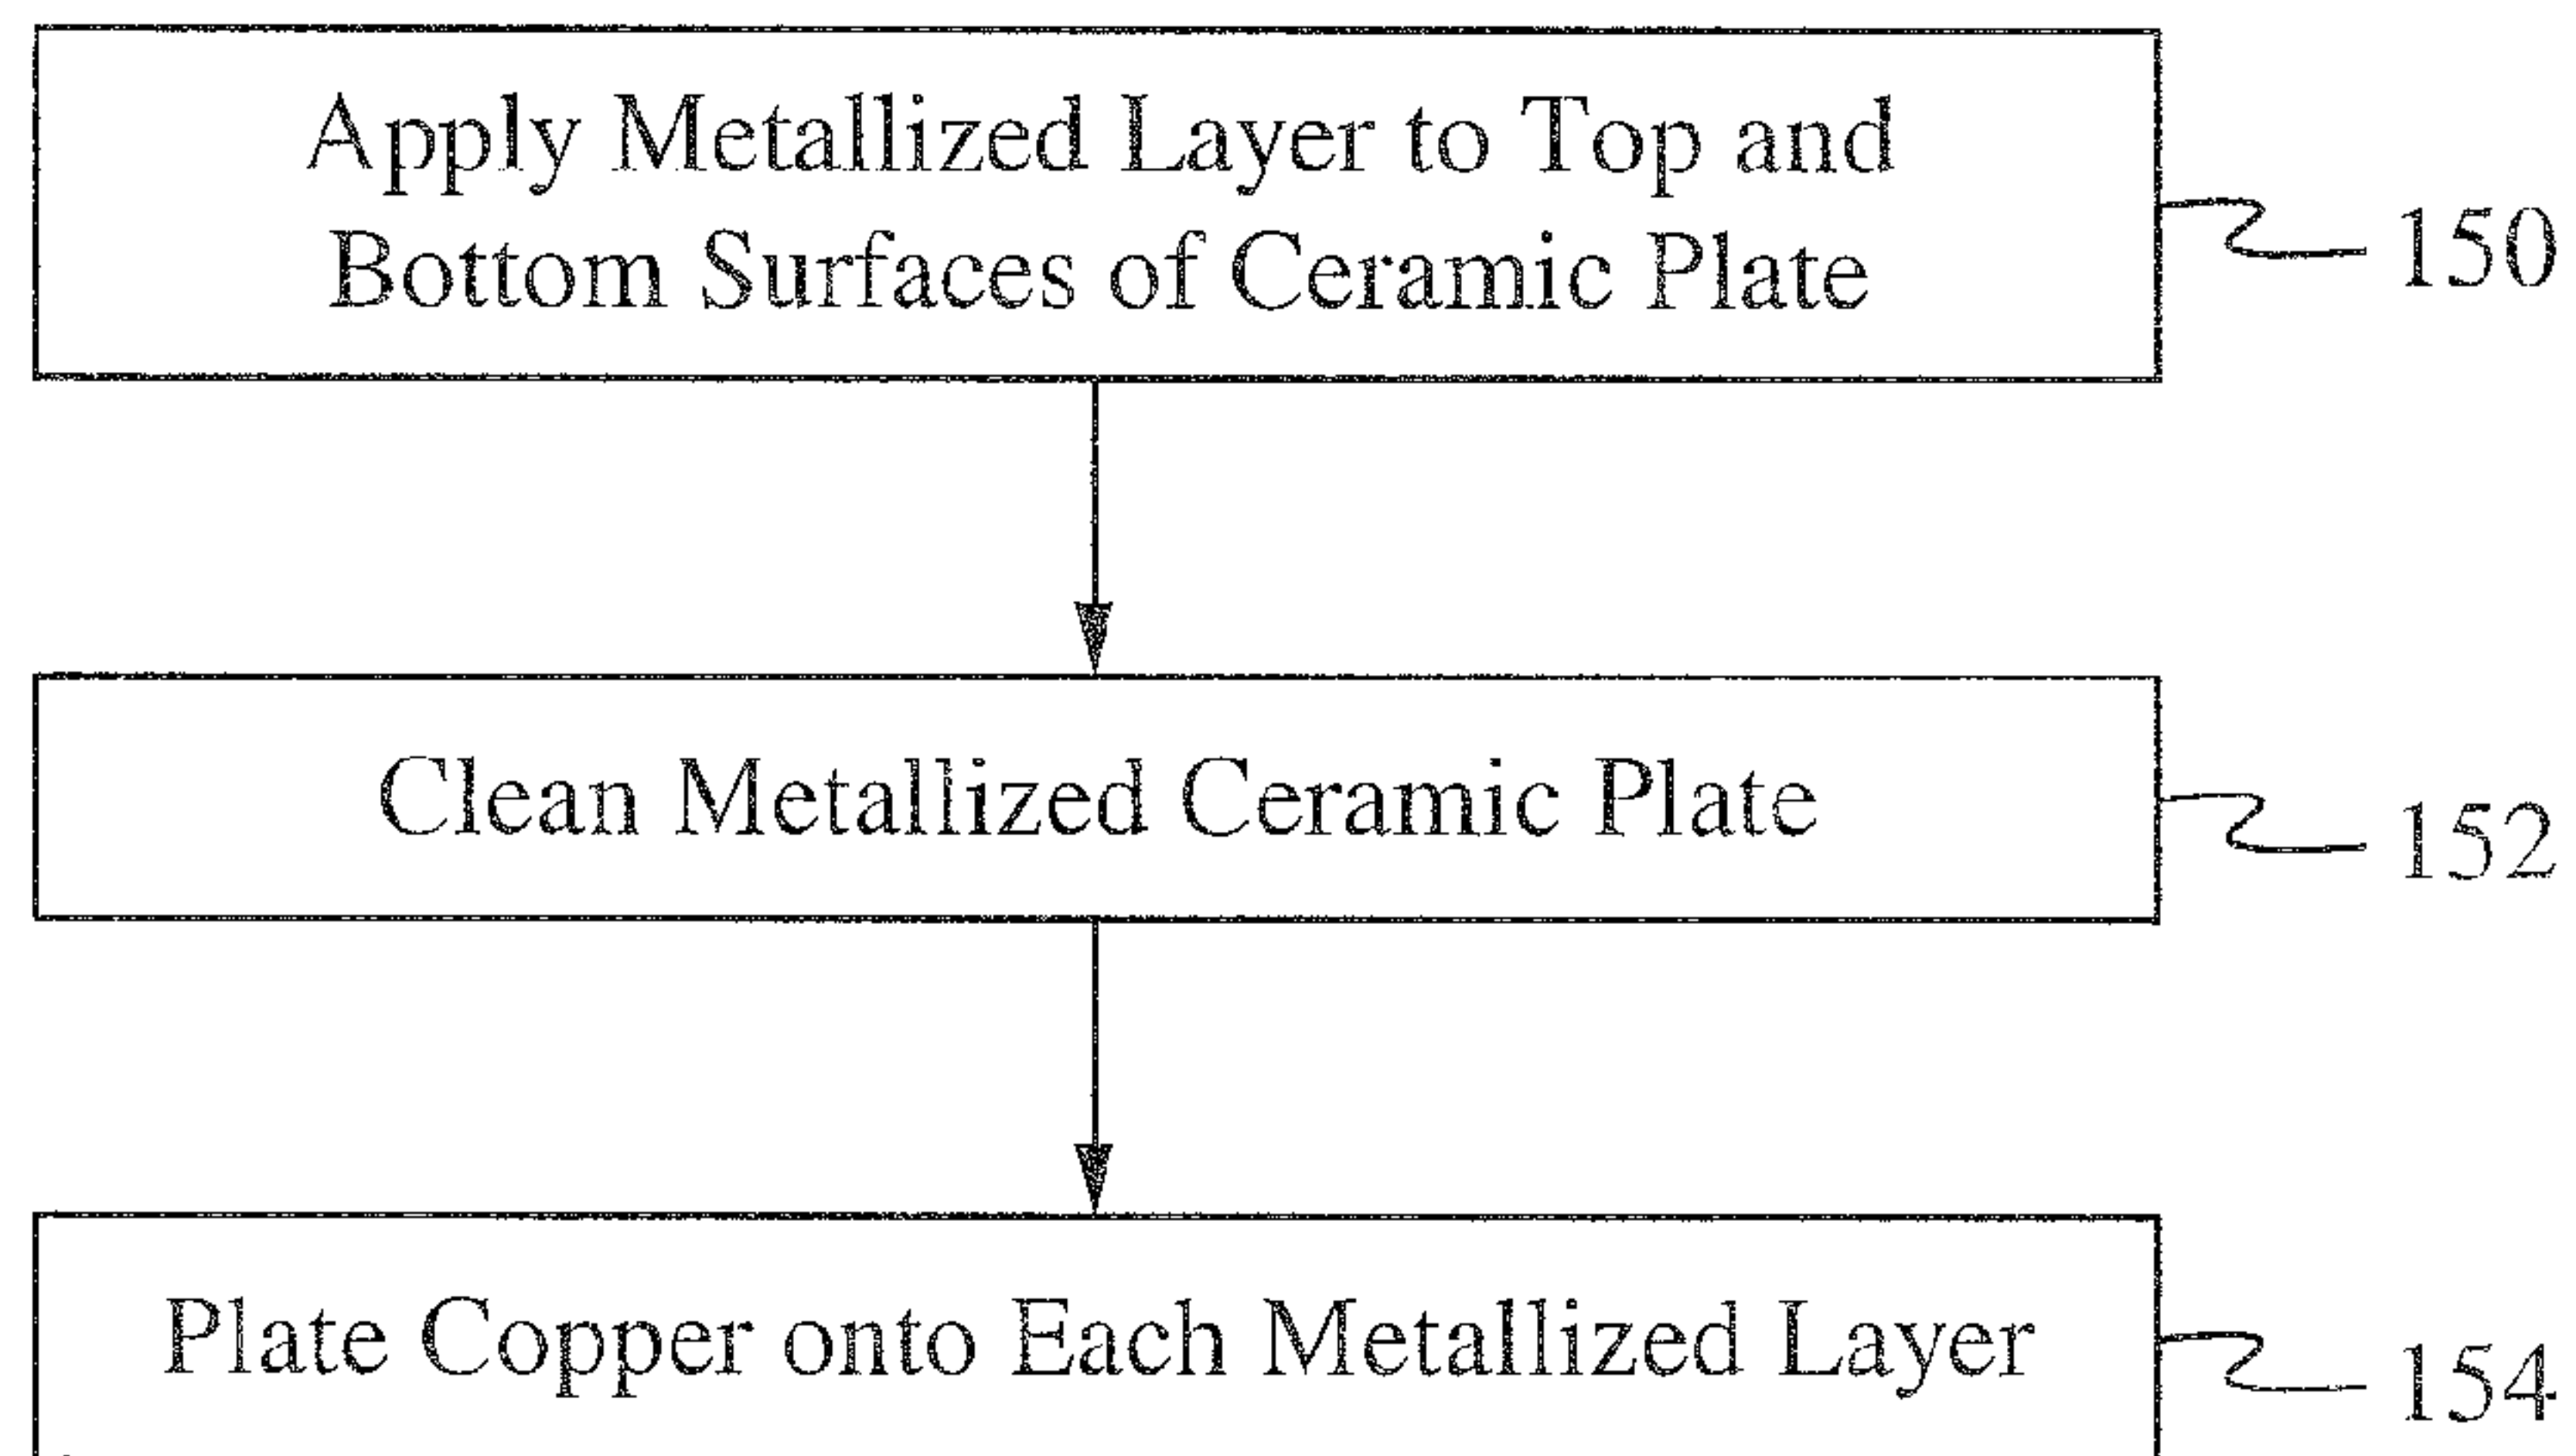 Apply Metallized Layer to Top and
Bottom Surfaces of Ceramic Plate
150
Clean Metallized Ceramic Plate
152
Plate Copper onto Each Metallized Layer
154